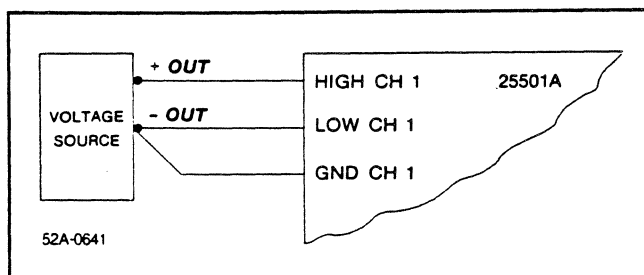 + OUT
HIGH CH 1
25501A
VOLTAGE
SOURCE
- OUT
LOW CH 1
GND CH 1
52A-0641